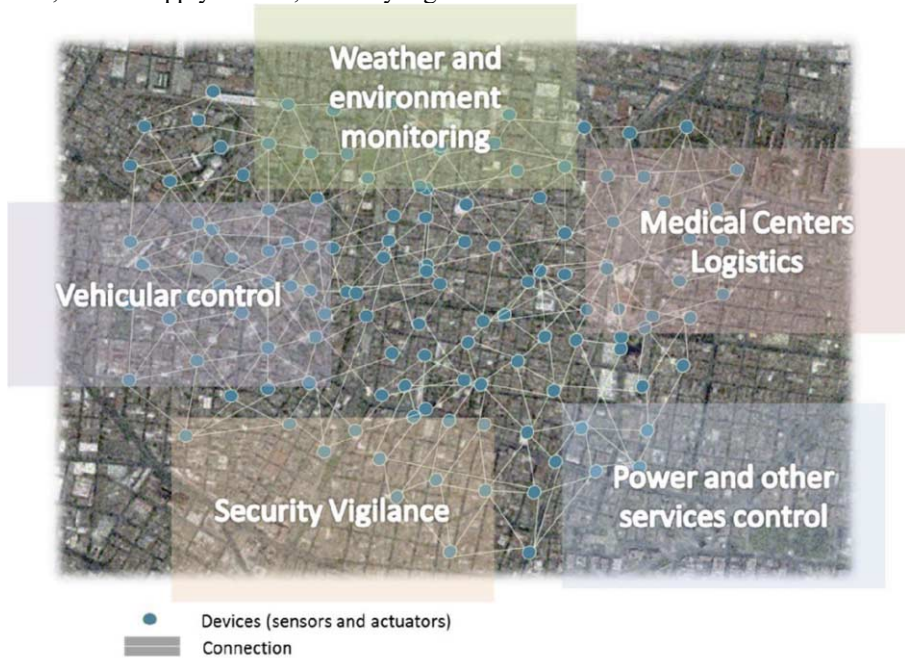 Weather and
environment
monitoring
Medical Centers
Logistics
Vehicular control
Security Vigilance
Power and other
services control
Devices (sensors and actuators)
Connection